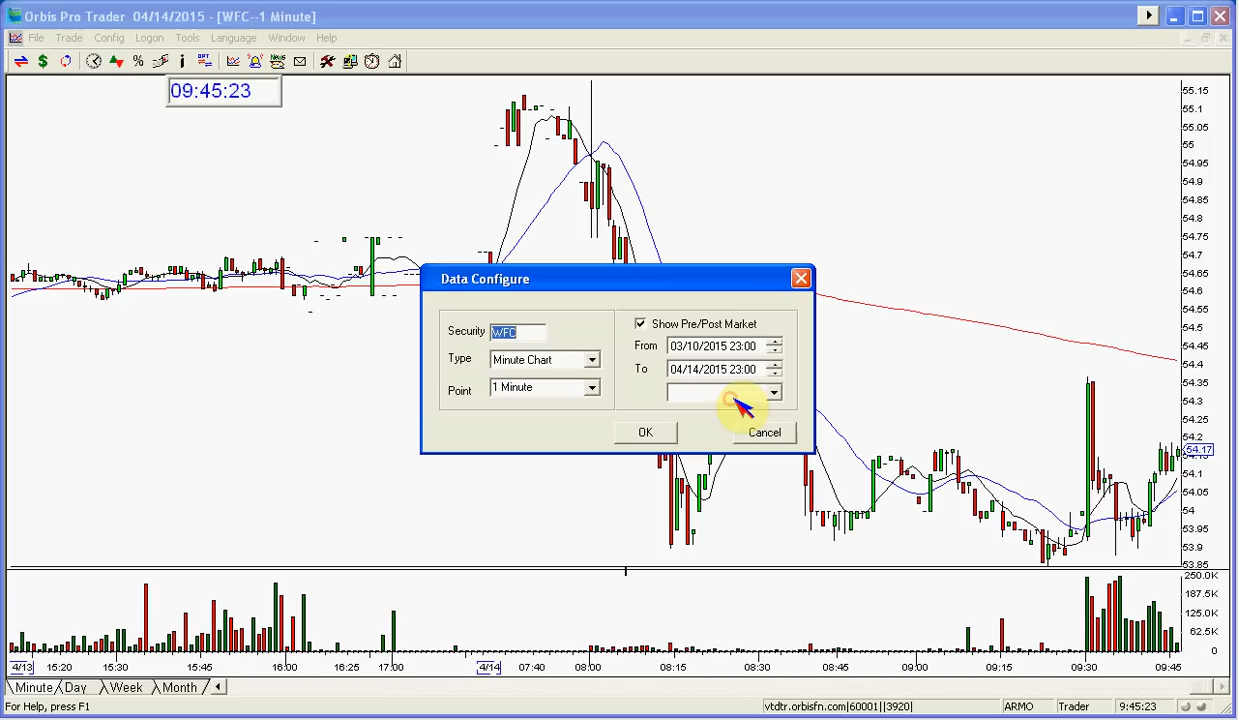 Orbis Pro Trader 04/14/2015 - [WFC--1 Minute]
File Trade Config Logon Tools Language Window Help
09:45:23
55.15
55.1
55.05
55
54.95
54.9
54.85
54.8
54.75
54.7
54.65
54.6
54.55
54.5
54.45
54.4
54.35
54.3
54.25
54.2
54.17
54.1
54.05
54
53.95
53.9
53.85
Data Configure
Security WFC
Type Minute Chart
Point 1 Minute
Show Pre/Post Market
From 03/10/2015 23:00
To 04/14/2015 23:00
OK Cancel
250.0K
187.5K
125.0K
62.5K
0
4/13 15:20 15:30 15:45 16:00 16:25 17:00 4/14 07:40 08:00 08:15 08:30 08:45 09:00 09:15 09:30 09:45
Minute Day Week Month
For Help, press F1 vtdtr.orbisfn.com|60001||3920| ARMO Trader 9:45:23